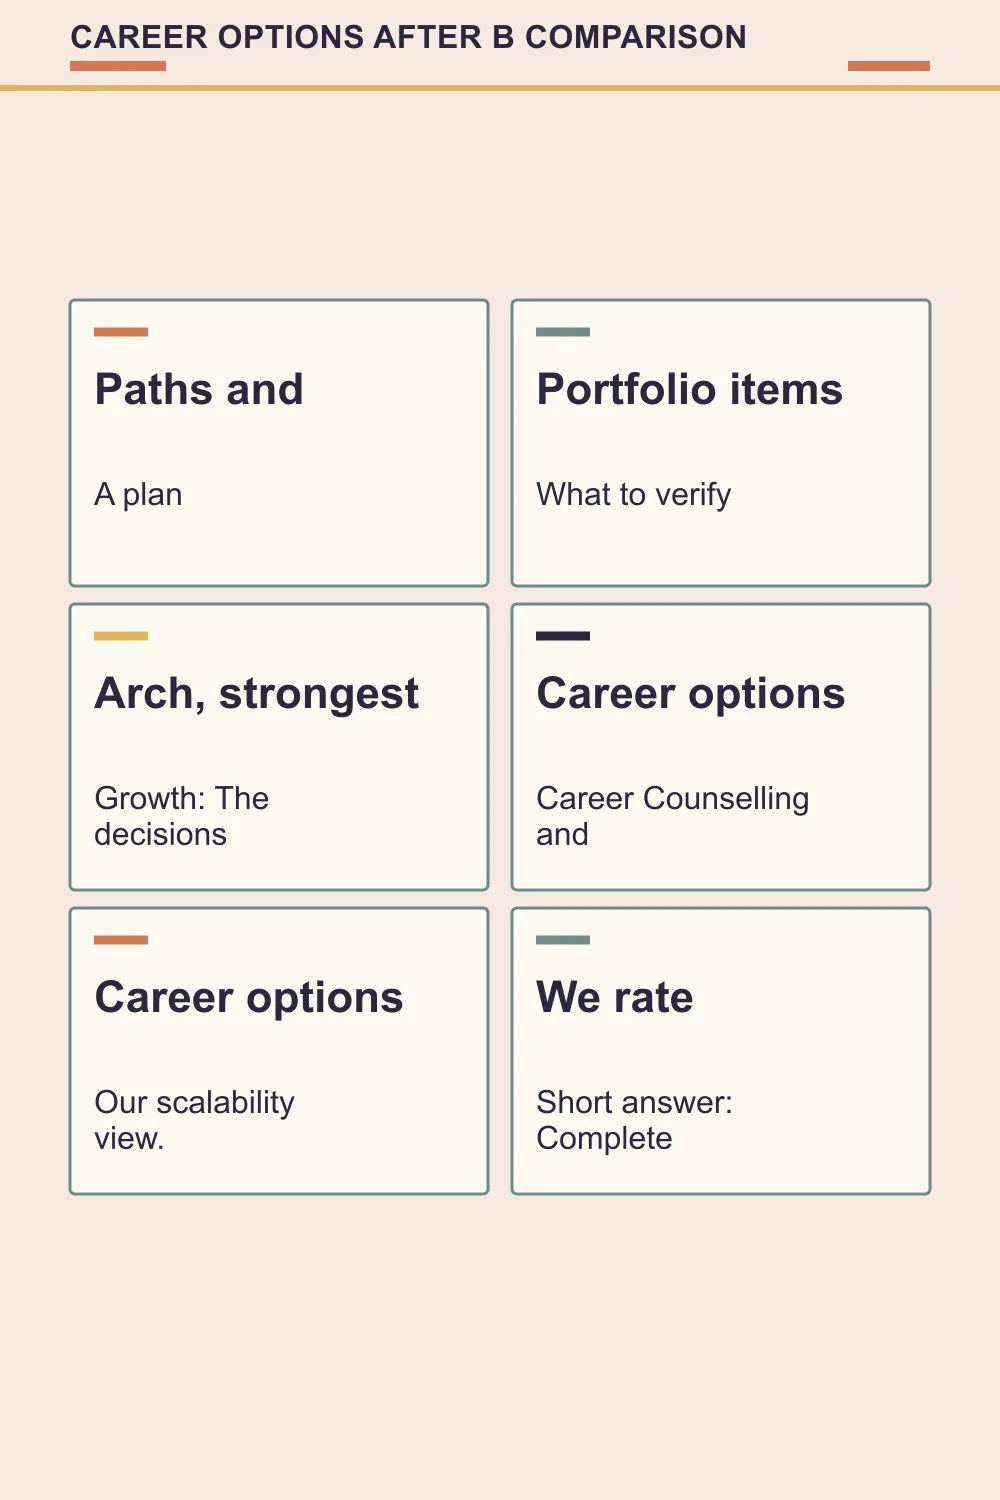 CAREER OPTIONS AFTER B COMPARISON
Paths and
A plan
Portfolio items
What to verify
Arch, strongest
Growth: The
decisions
Career options
Career Counselling
and
Career options
Our scalability
view.
We rate
Short answer:
Complete